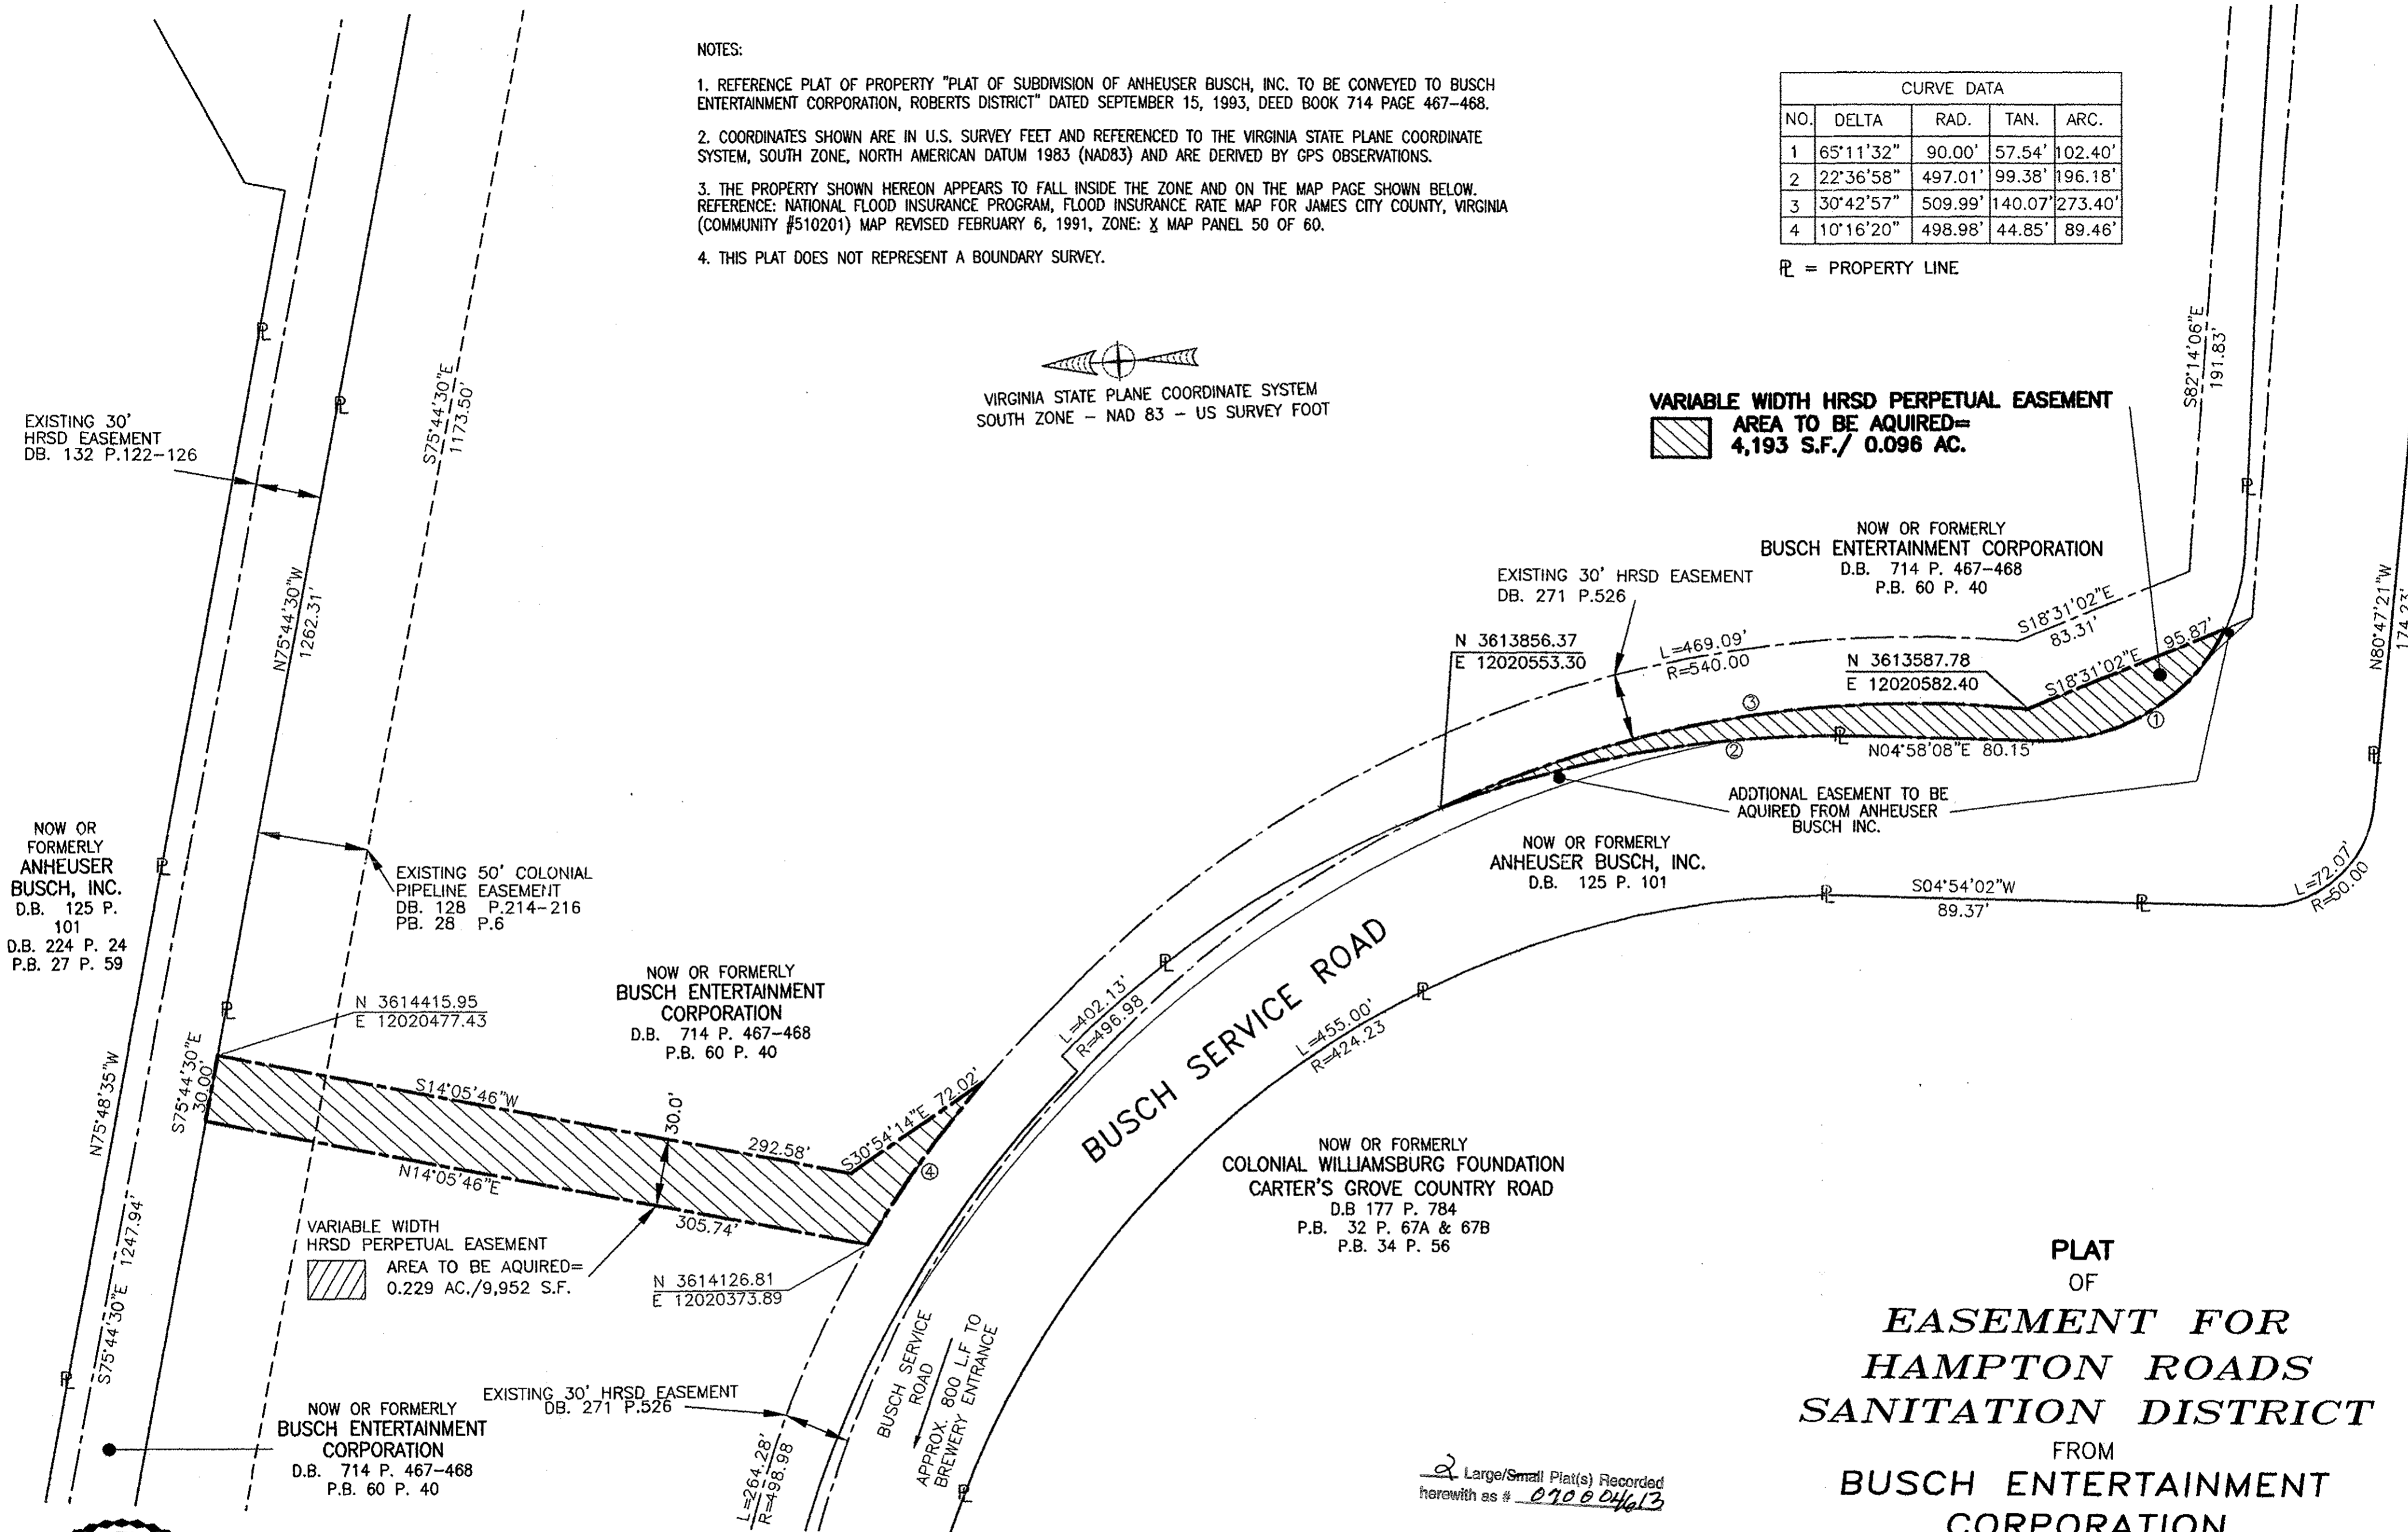 NOTES:
1. REFERENCE PLAT OF PROPERTY "PLAT OF SUBDIVISION OF ANHEUSER BUSCH, INC. TO BE CONVEYED TO BUSCH
ENTERTAINMENT CORPORATION, ROBERTS DISTRICT" DATED SEPTEMBER 15, 1993, DEED BOOK 714 PAGE 467-468.
2. COORDINATES SHOWN ARE IN U.S. SURVEY FEET AND REFERENCED TO THE VIRGINIA STATE PLANE COORDINATE
SYSTEM, SOUTH ZONE, NORTH AMERICAN DATUM 1983 (NAD83) AND ARE DERIVED BY GPS OBSERVATIONS.
3. THE PROPERTY SHOWN HEREON APPEARS TO FALL INSIDE THE ZONE AND ON THE MAP PAGE SHOWN BELOW.
REFERENCE: NATIONAL FLOOD INSURANCE PROGRAM, FLOOD INSURANCE RATE MAP FOR JAMES CITY COUNTY, VIRGINIA
(COMMUNITY #510201) MAP REVISED FEBRUARY 6, 1991, ZONE: X MAP PANEL 50 OF 60.
4. THIS PLAT DOES NOT REPRESENT A BOUNDARY SURVEY.
CURVE DATA
NO. DELTA RAD. TAN. ARC.
1 65°11'32" 90.00' 57.54' 102.40'
2 22°36'58" 497.01' 99.38' 196.18'
3 30°42'57" 509.99' 140.07' 273.40'
4 10°16'20" 498.98' 44.85' 89.46'
PL = PROPERTY LINE
VIRGINIA STATE PLANE COORDINATE SYSTEM
SOUTH ZONE - NAD 83 - US SURVEY FOOT
PL
PL
S75°44'30"E
1173.50'
EXISTING 30'
HRSD EASEMENT
DB. 132 P.122-126
N75°44'30"W
1262.31'
S82°14'06"E
191.83'
VARIABLE WIDTH HRSD PERPETUAL EASEMENT
AREA TO BE AQUIRED=
4,193 S.F./ 0.096 AC.
PL
NOW OR FORMERLY
BUSCH ENTERTAINMENT CORPORATION
D.B. 714 P. 467-468
P.B. 60 P. 40
EXISTING 30' HRSD EASEMENT
DB. 271 P.526
N 3613856.37
E 12020553.30
L=469.09'
R=540.00
N 3613587.78
E 12020582.40
S18°31'02"E
83.31'
S18°31'02"E 95.87'
N80°47'21"W
174.23'
3
2
1
PL
N04°58'08"E 80.15'
PL
ADDTIONAL EASEMENT TO BE
AQUIRED FROM ANHEUSER
BUSCH INC.
NOW OR FORMERLY
ANHEUSER BUSCH, INC.
D.B. 125 P. 101
PL
S04°54'02"W
89.37'
PL
L=72.07'
R=50.00
NOW OR
FORMERLY
ANHEUSER
BUSCH, INC.
D.B. 125 P.
101
D.B. 224 P. 24
P.B. 27 P. 59
PL
EXISTING 50' COLONIAL
PIPELINE EASEMENT
DB. 128 P.214-216
PB. 28 P.6
NOW OR FORMERLY
BUSCH ENTERTAINMENT
CORPORATION
D.B. 714 P. 467-468
P.B. 60 P. 40
N 3614415.95
E 12020477.43
PL
PL
L=402.13'
R=496.98
PL
L=455.00'
R=424.23
BUSCH SERVICE ROAD
N75°48'35"W
S75°44'30"E
30.00'
S14°05'46"W
292.58'
30.0'
S30°54'14"E 72.02'
4
N14°05'46"E
305.74'
VARIABLE WIDTH
HRSD PERPETUAL EASEMENT
AREA TO BE AQUIRED=
0.229 AC./9,952 S.F.
N 3614126.81
E 12020373.89
NOW OR FORMERLY
COLONIAL WILLIAMSBURG FOUNDATION
CARTER'S GROVE COUNTRY ROAD
D.B 177 P. 784
P.B. 32 P. 67A & 67B
P.B. 34 P. 56
S75°44'30"E 1247.94'
PL
NOW OR FORMERLY
BUSCH ENTERTAINMENT
CORPORATION
D.B. 714 P. 467-468
P.B. 60 P. 40
EXISTING 30' HRSD EASEMENT
DB. 271 P.526
L=264.28'
R=498.98
BUSCH SERVICE
ROAD
APPROX. 800 L.F TO
BREWERY ENTRANCE
PL
2 Large/Small Plat(s) Recorded
herewith as # 070004613
PLAT
OF
EASEMENT FOR
HAMPTON ROADS
SANITATION DISTRICT
FROM
BUSCH ENTERTAINMENT
CORPORATION